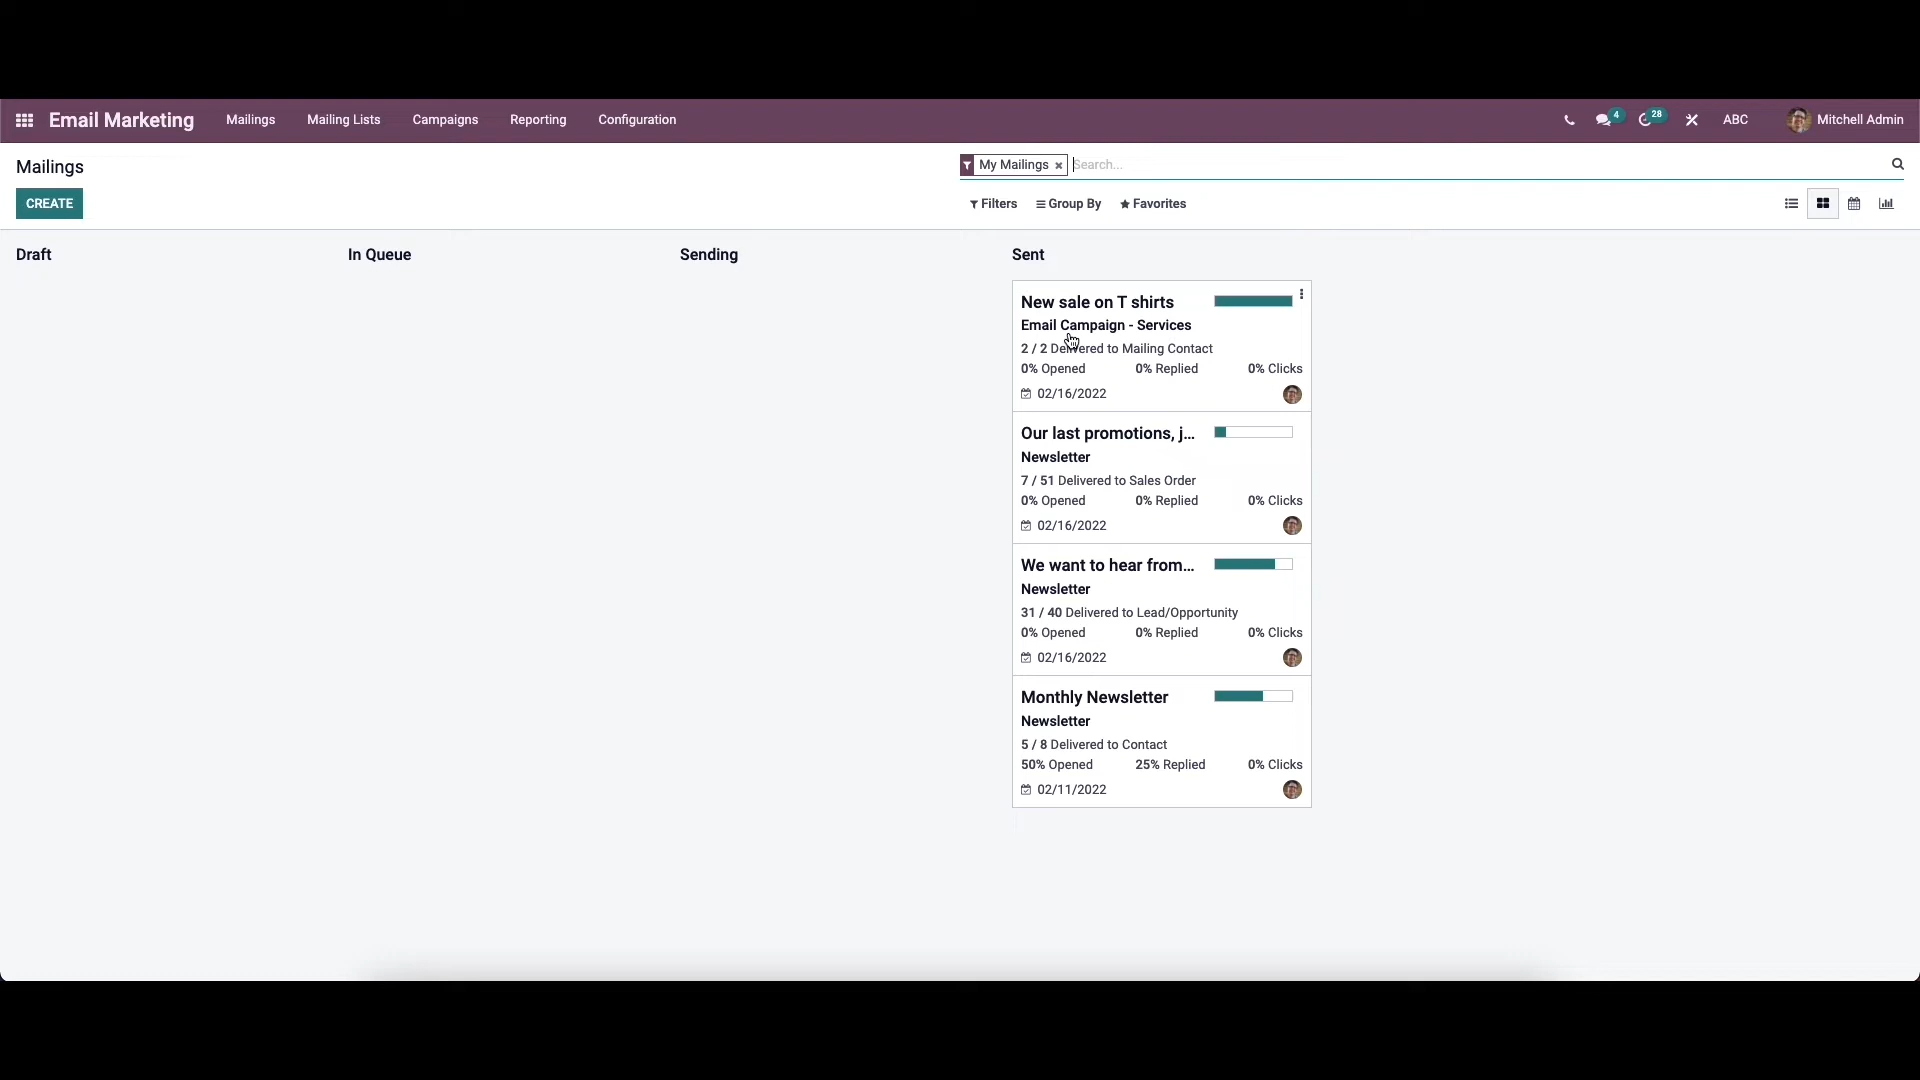 Email Marketing Mailings Mailing Lists Campaigns Reporting Configuration 4 28 ABC Mitchell Admin
Mailings
My Mailings × Search...
CREATE
Filters Group By Favorites
Draft In Queue Sending Sent
New sale on T shirts
Email Campaign - Services
2 / 2 Delivered to Mailing Contact
0% Opened 0% Replied 0% Clicks
02/16/2022
Our last promotions, j...
Newsletter
7 / 51 Delivered to Sales Order
0% Opened 0% Replied 0% Clicks
02/16/2022
We want to hear from...
Newsletter
31 / 40 Delivered to Lead/Opportunity
0% Opened 0% Replied 0% Clicks
02/16/2022
Monthly Newsletter
Newsletter
5 / 8 Delivered to Contact
50% Opened 25% Replied 0% Clicks
02/11/2022